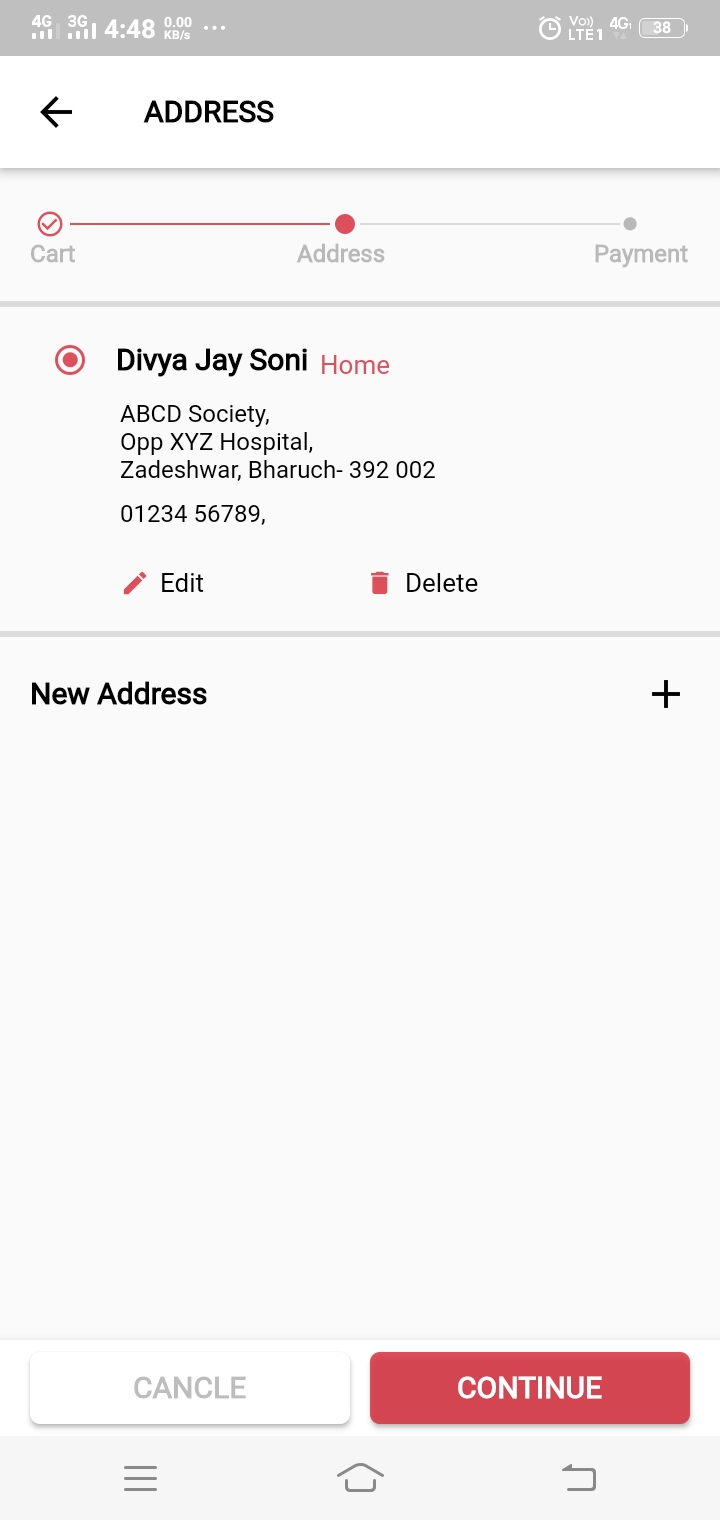 4G 3G 4:48 0.00 KB/s ... Vo)) LTE1 4G 38
ADDRESS
Cart Address Payment
Divya Jay Soni Home
ABCD Society,
Opp XYZ Hospital,
Zadeshwar, Bharuch- 392 002
01234 56789,
Edit Delete
New Address
CANCLE CONTINUE